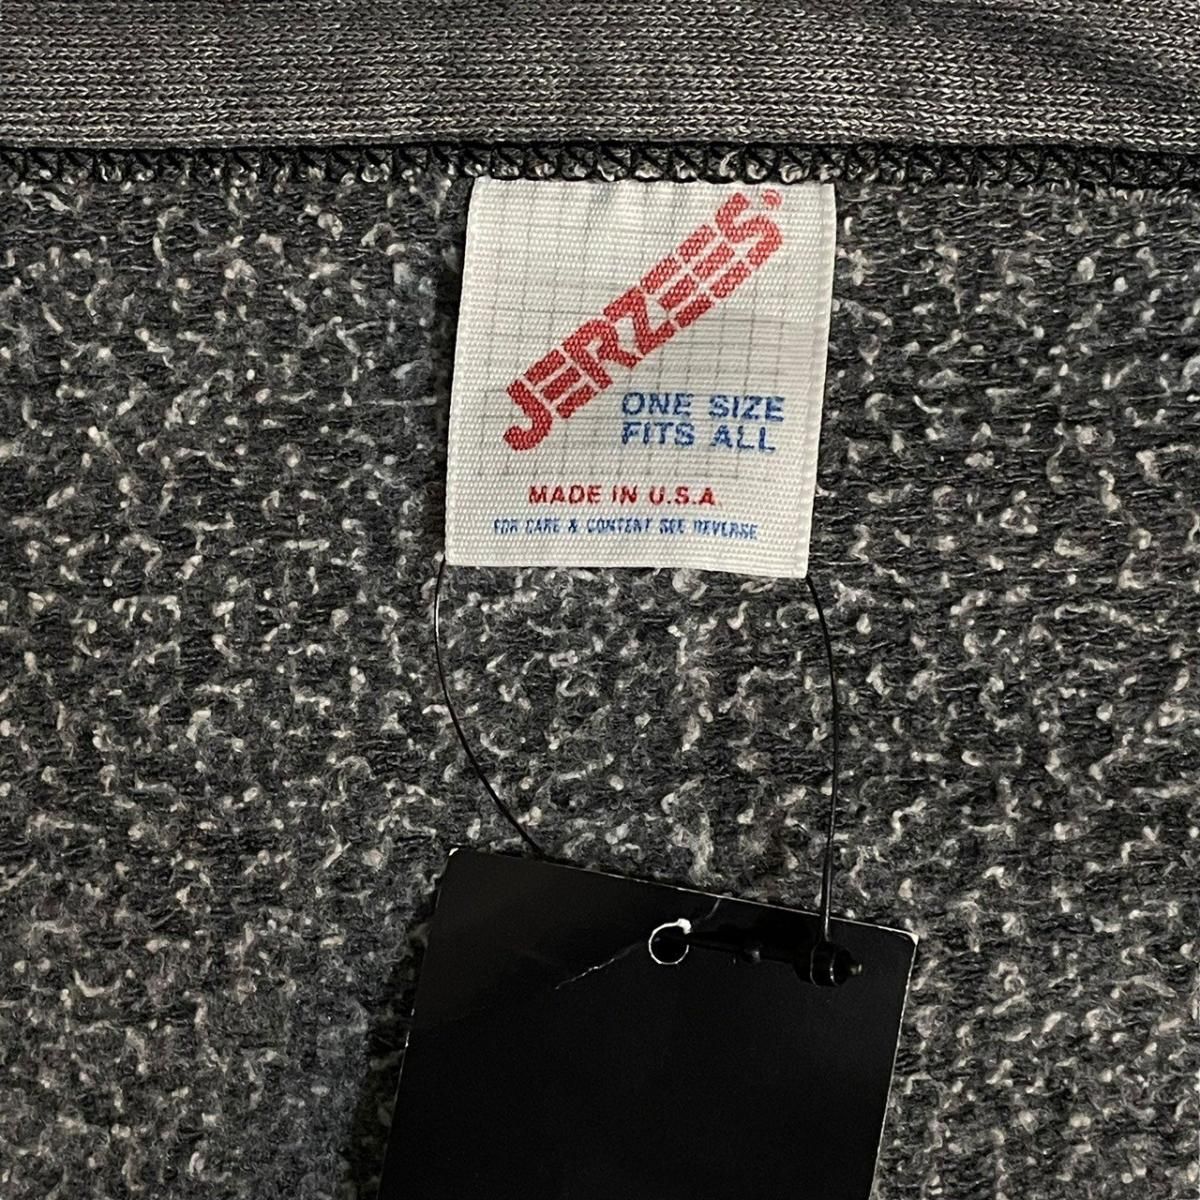 JERZEES
ONE SIZE
FITS ALL
MADE IN U.S.A
FOR CARE & CONTENT SEE REVERSE